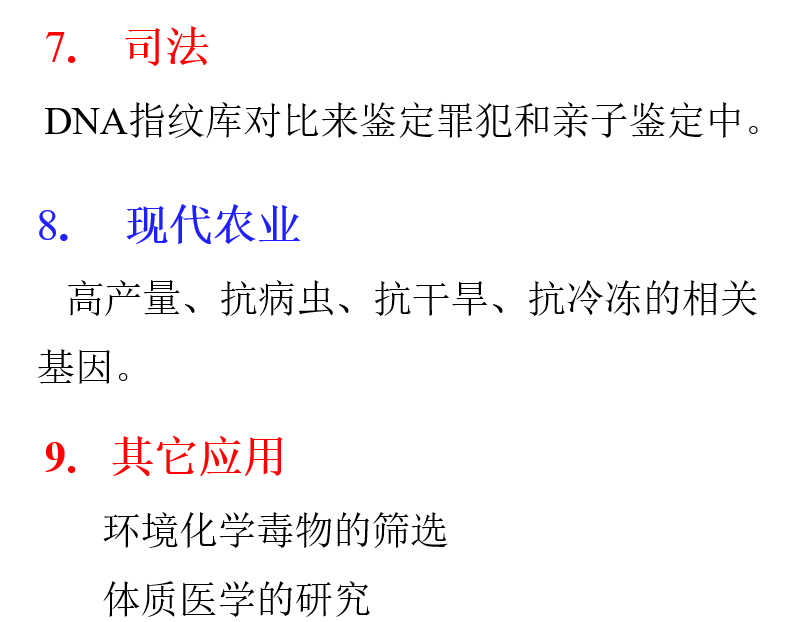 7. 司法
DNA指纹库对比来鉴定罪犯和亲子鉴定中。
8. 现代农业
高产量、抗病虫、抗干旱、抗冷冻的相关
基因。
9. 其它应用
环境化学毒物的筛选
体质医学的研究